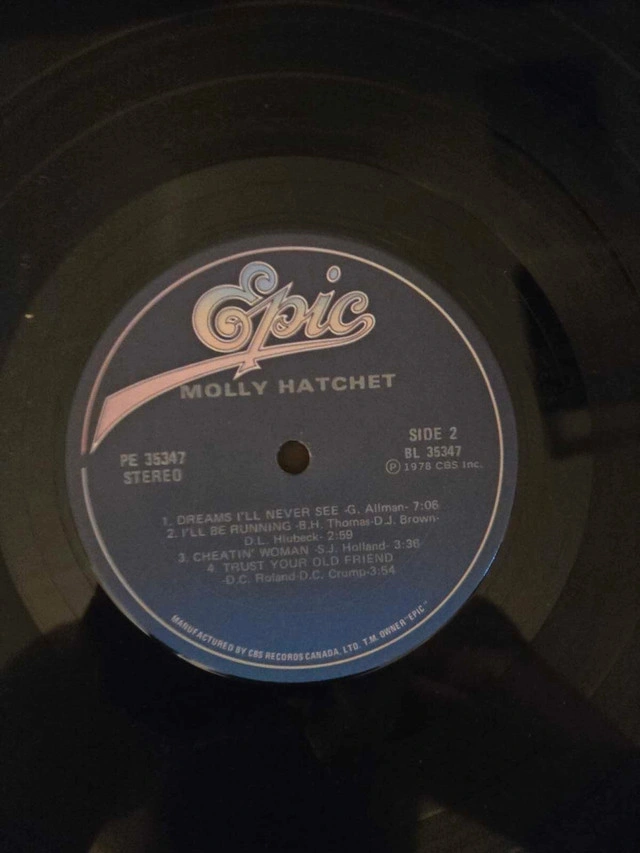 Epic
MOLLY HATCHET
PE 35347
STEREO
SIDE 2
BL 35347
Ⓟ 1978 CBS Inc.
1. DREAMS I'LL NEVER SEE -G. Allman- 7:06
2. I'LL BE RUNNING -B.H. Thomas-D.J. Brown-
D.L. Hlubeck- 2:59
3. CHEATIN' WOMAN -S.J. Holland- 3:36
4. TRUST YOUR OLD FRIEND
-D.C. Roland-D.C. Crump-3:54
MANUFACTURED BY CBS RECORDS CANADA, LTD. T.M. OWNER "EPIC"